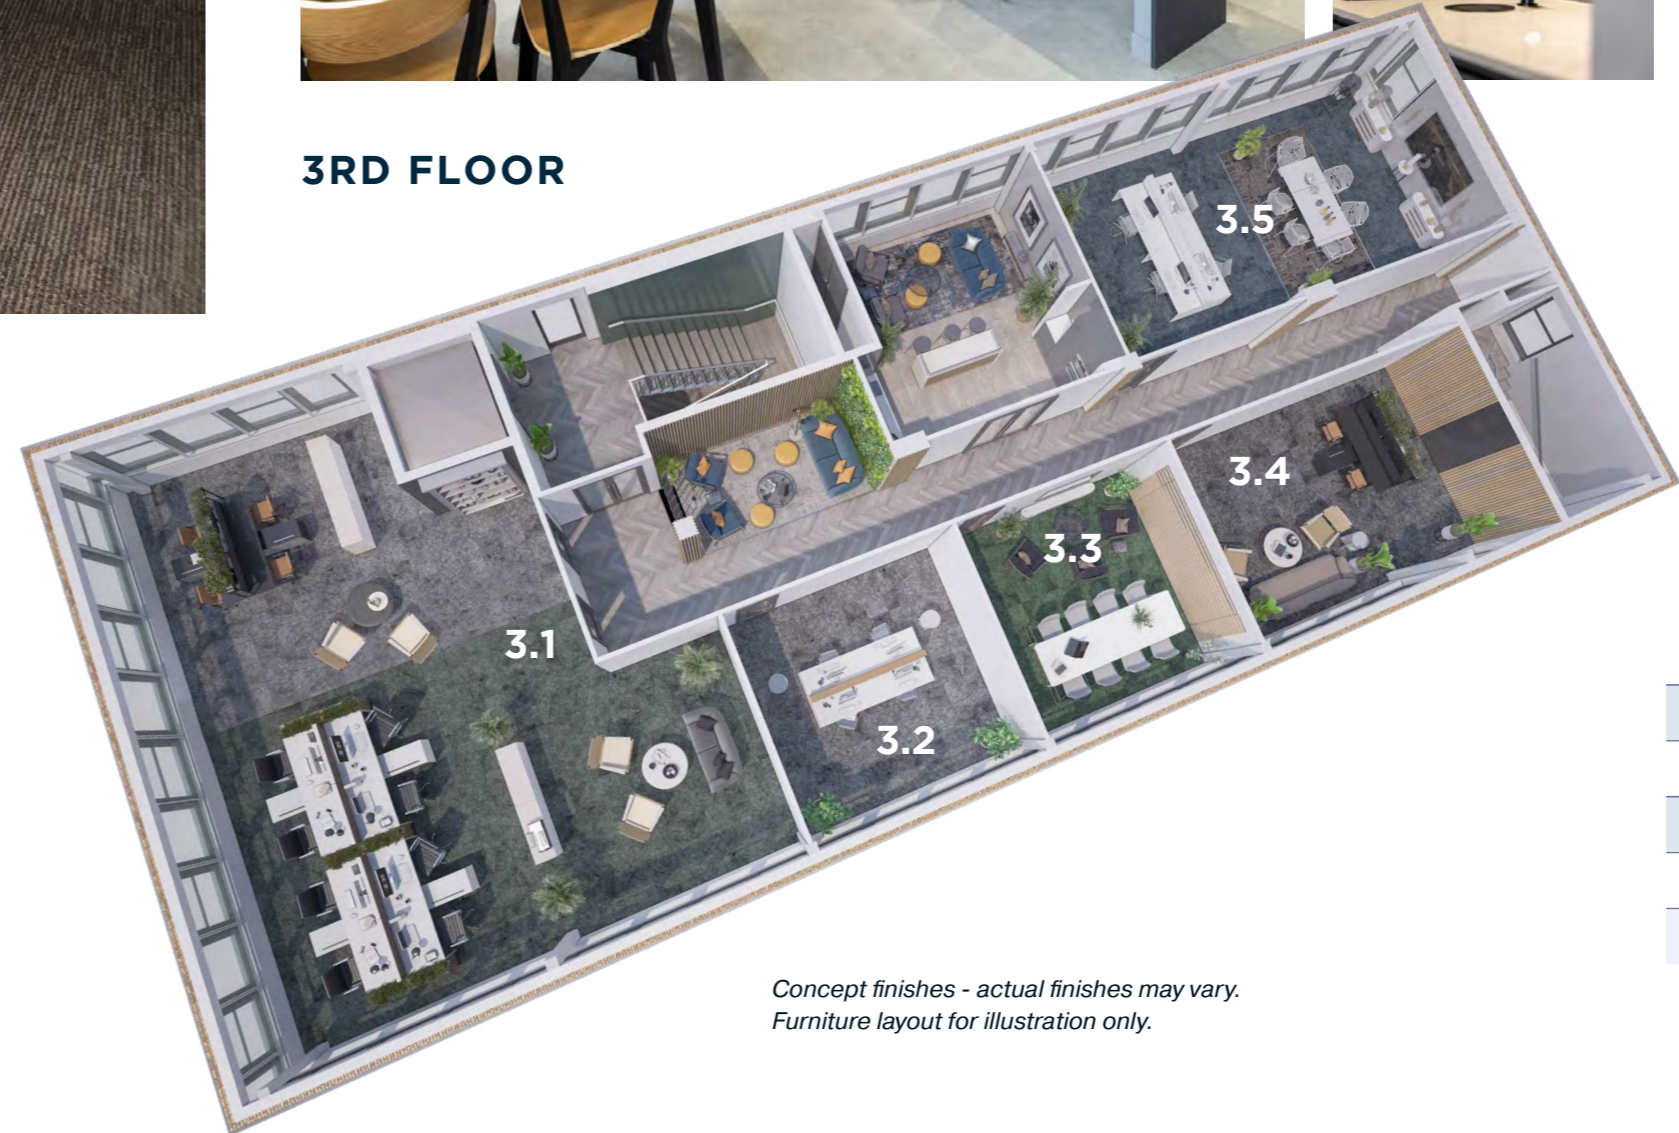 3RD FLOOR
3.5
3.4
3.3
3.1
3.2
Concept finishes - actual finishes may vary.
Furniture layout for illustration only.